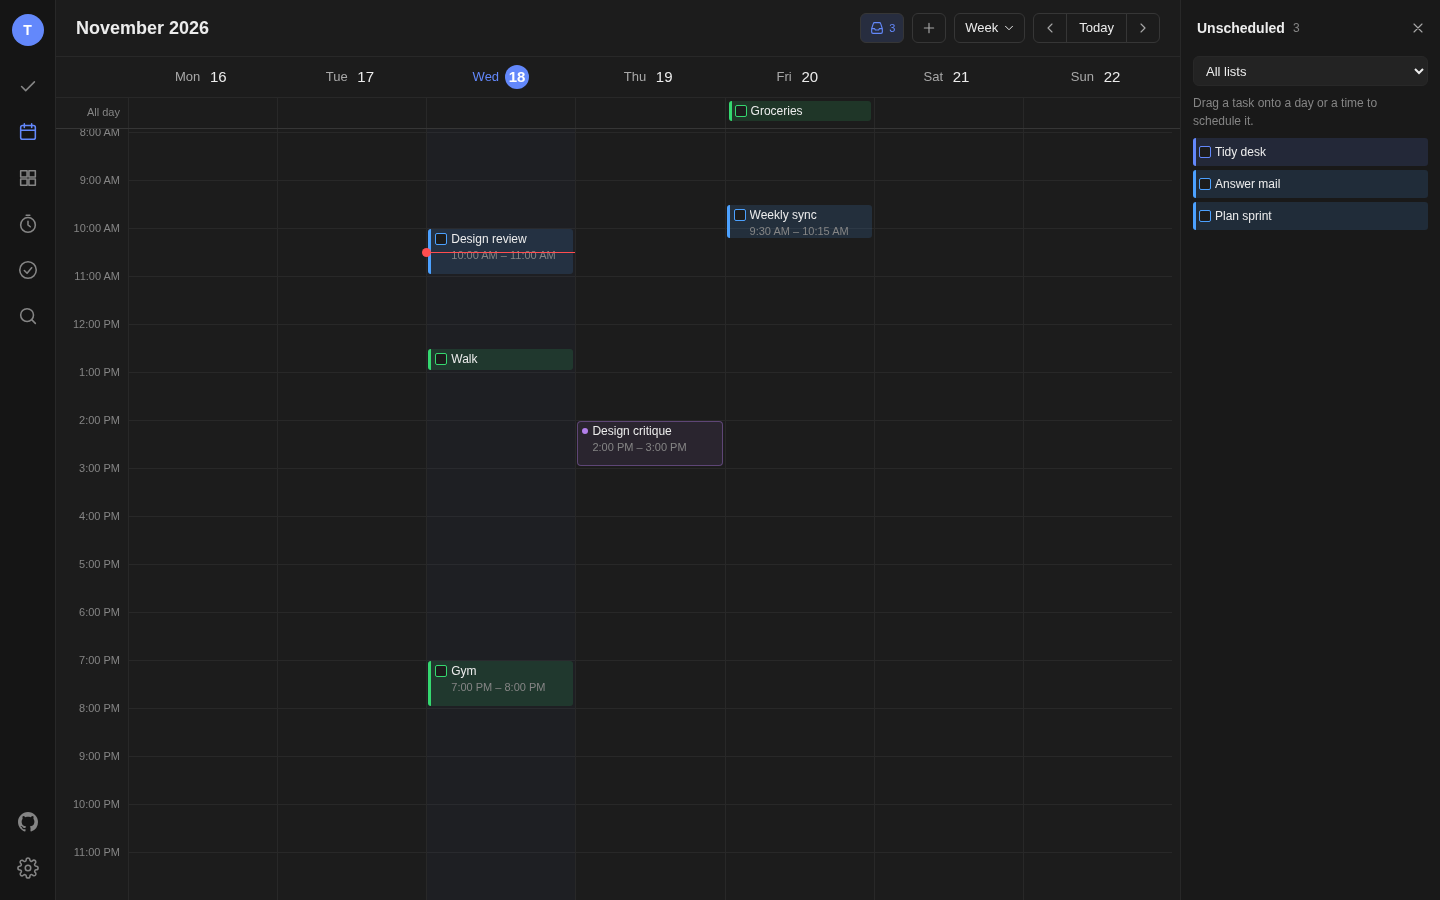 T
November 2026
3
Week
Today
Unscheduled 3
Mon 16
Tue 17
Wed 18
Thu 19
Fri 20
Sat 21
Sun 22
All lists
Drag a task onto a day or a time to
schedule it.
Tidy desk
Answer mail
Plan sprint
All day
Groceries
8:00 AM
9:00 AM
10:00 AM
11:00 AM
12:00 PM
1:00 PM
2:00 PM
3:00 PM
4:00 PM
5:00 PM
6:00 PM
7:00 PM
8:00 PM
9:00 PM
10:00 PM
11:00 PM
Design review
10:00 AM – 11:00 AM
Walk
Gym
7:00 PM – 8:00 PM
Design critique
2:00 PM – 3:00 PM
Weekly sync
9:30 AM – 10:15 AM